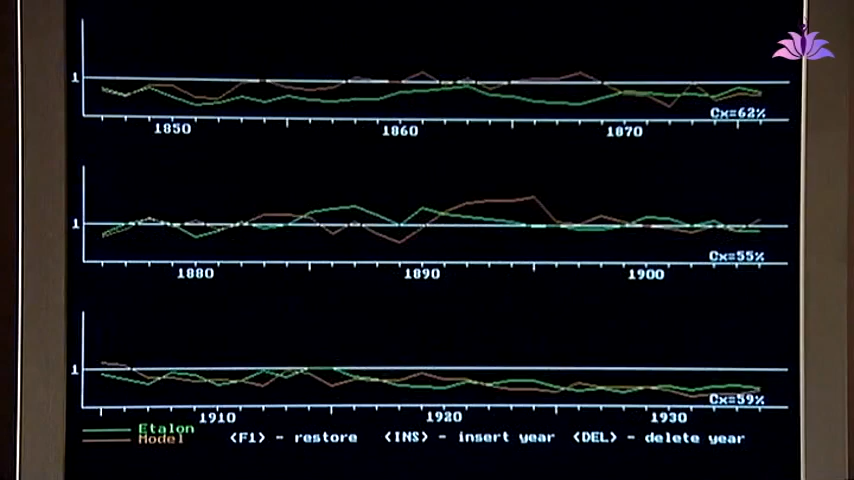 1
Cx=62%
1850 1860 1870
1
Cx=55%
1880 1890 1900
1
Cx=59%
1910 1920 1930
Etalon
Model
<F1> - restore <INS> - insert year <DEL> - delete year